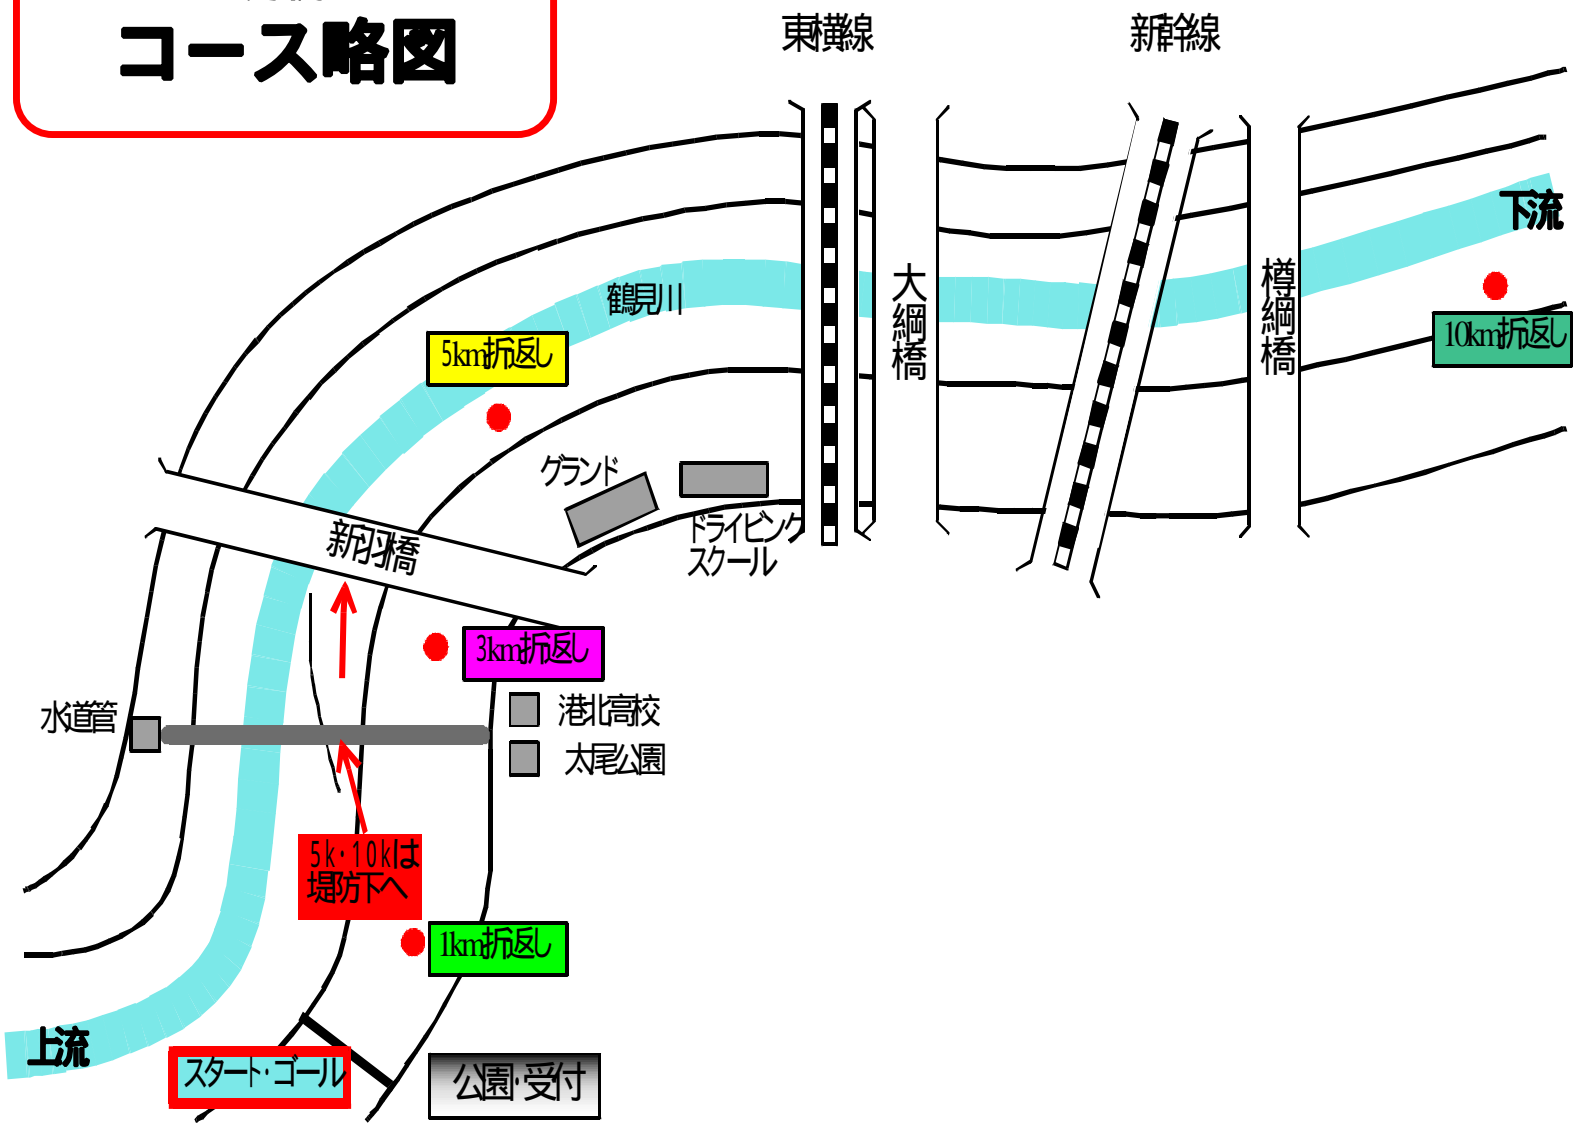 コース略図
東横線
新幹線
下流
鶴見川
大綱橋
樽綱橋
10km折返し
5km折返し
グランド
ドライビング
スクール
新羽橋
3km折返し
水道管
港北高校
太尾公園
5k・10kは
堤防下へ
1km折返し
上流
スタート・ゴール
公園・受付